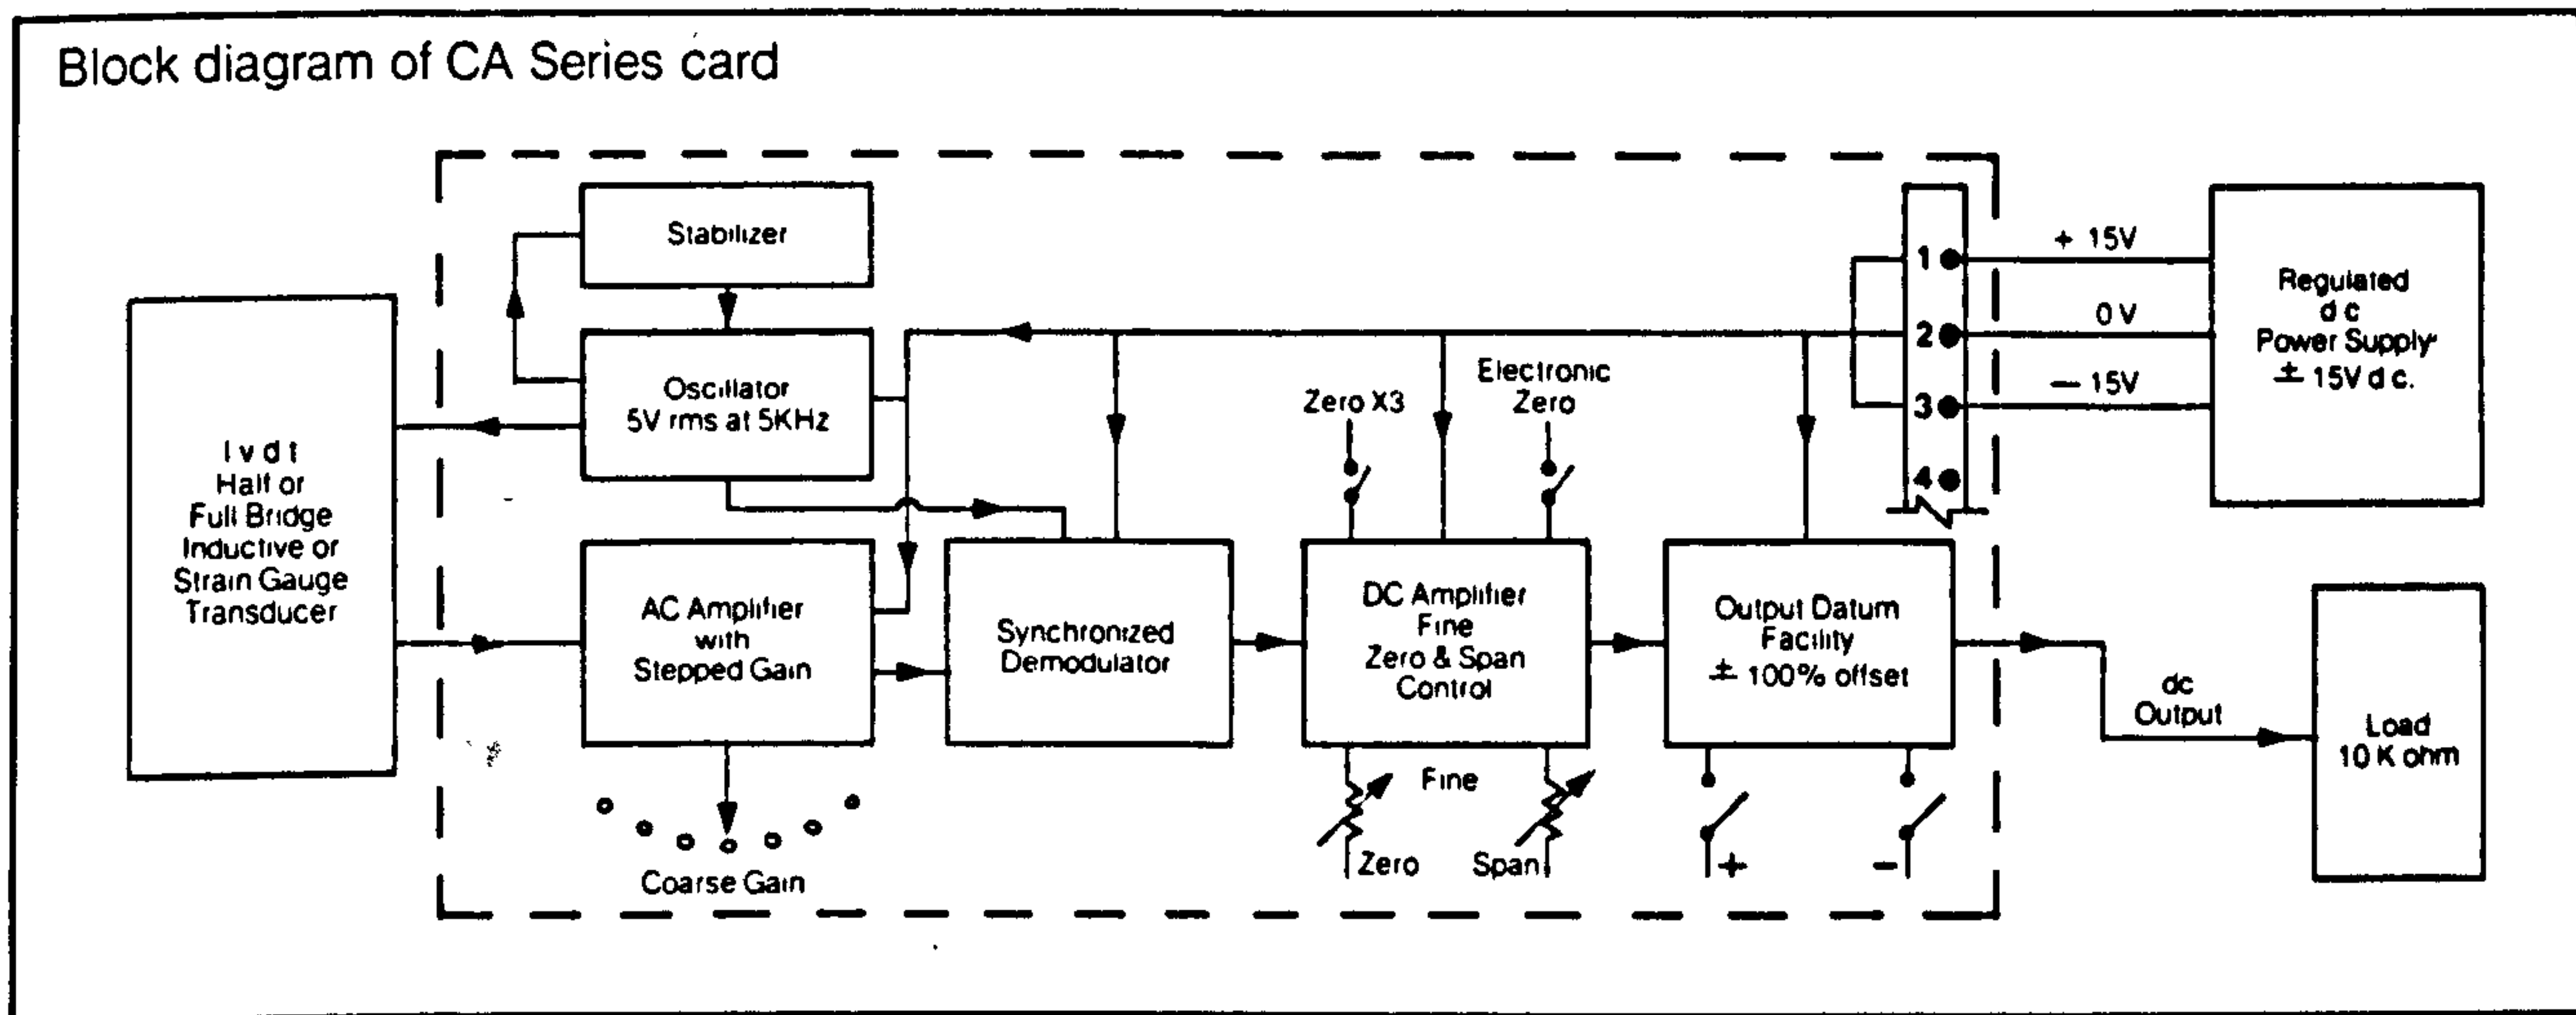 Block diagram of CA Series card
Stabilizer
Oscillator
5V rms at 5KHz
l v d t
Half or
Full Bridge
Inductive or
Strain Gauge
Transducer
AC Amplifier
with
Stepped Gain
Coarse Gain
Synchronized
Demodulator
Zero X3
Electronic
Zero
DC Amplifier
Fine
Zero & Span
Control
Fine
Zero
Span
Output Datum
Facility
± 100% offset
+
-
1
2
3
4
+ 15V
0 V
- 15V
Regulated
d c
Power Supply
± 15V d c.
dc
Output
Load
10 K ohm